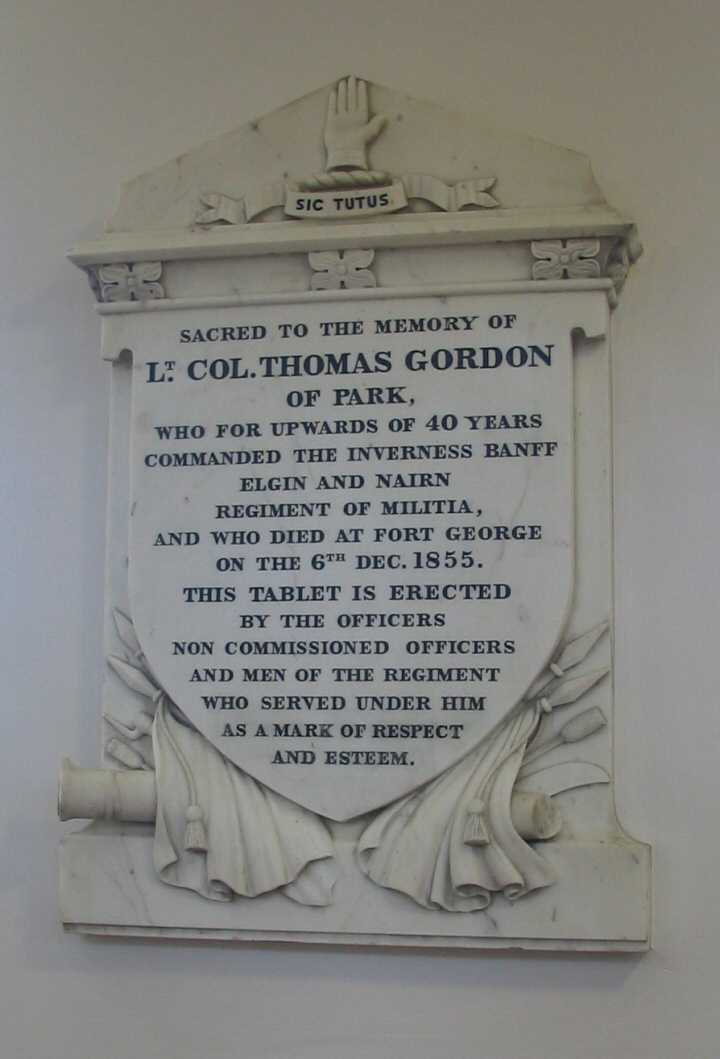 SIC TUTUS
SACRED TO THE MEMORY OF
LT. COL. THOMAS GORDON
OF PARK,
WHO FOR UPWARDS OF 40 YEARS
COMMANDED THE INVERNESS BANFF
ELGIN AND NAIRN
REGIMENT OF MILITIA,
AND WHO DIED AT FORT GEORGE
ON THE 6TH DEC. 1855.
THIS TABLET IS ERECTED
BY THE OFFICERS
NON COMMISSIONED OFFICERS
AND MEN OF THE REGIMENT
WHO SERVED UNDER HIM
AS A MARK OF RESPECT
AND ESTEEM.